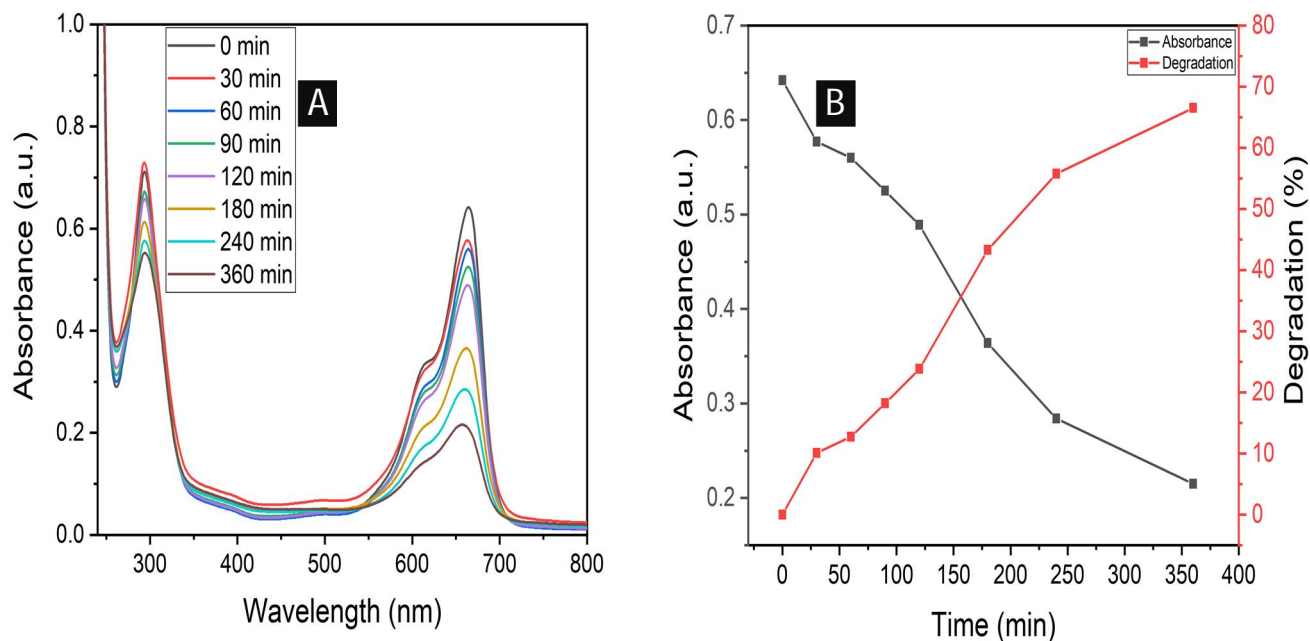 1.0
0.8
0.6
0.4
0.2
0.0
Absorbance (a.u.)
0 min
30 min
60 min
90 min
120 min
180 min
240 min
360 min
A
300 400 500 600 700 800
Wavelength (nm)
0.7
0.6
0.5
0.4
0.3
0.2
Absorbance (a.u.)
B
Absorbance
Degradation
80
70
60
50
40
30
20
10
0
Degradation (%)
0 50 100 150 200 250 300 350 400
Time (min)